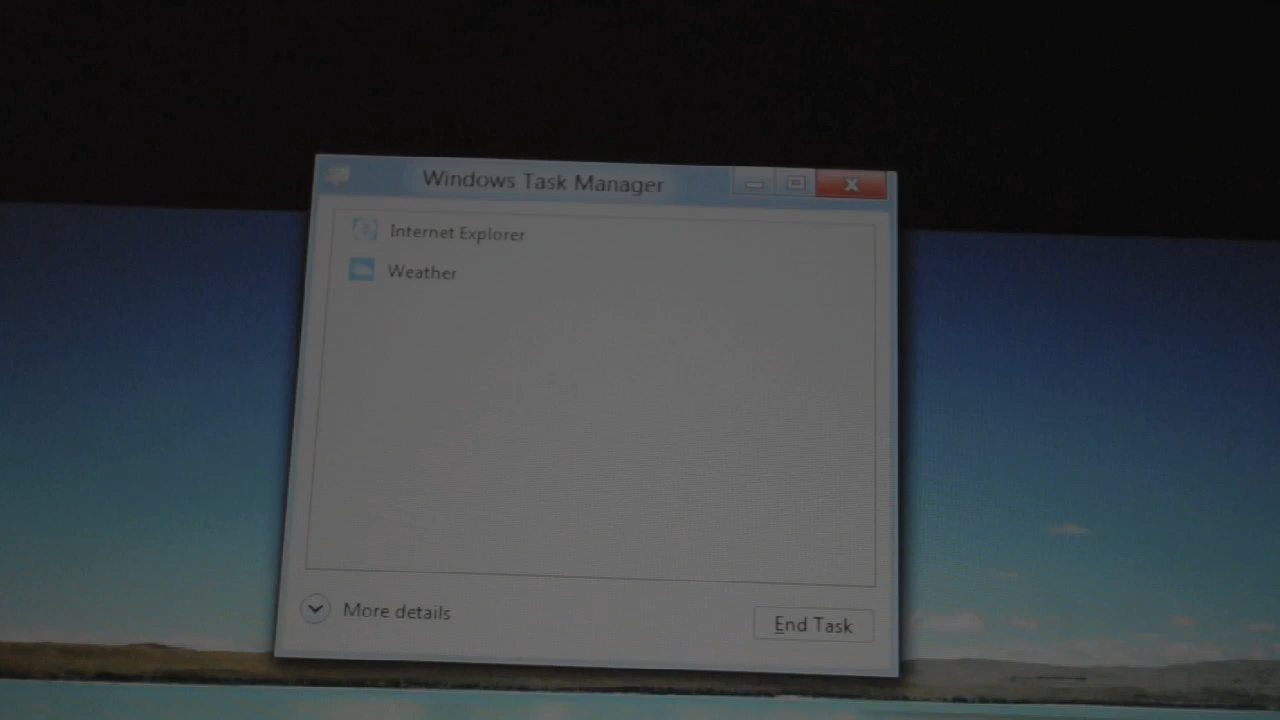 Windows Task Manager
Internet Explorer
Weather
More details
End Task